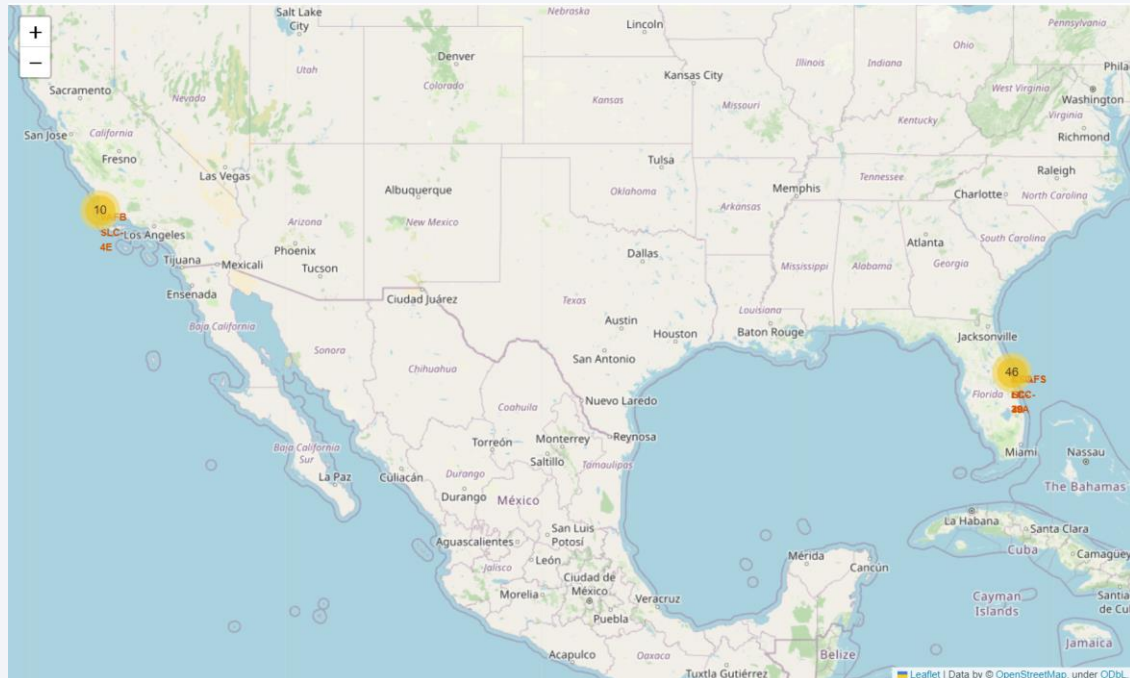 +
−
Salt Lake
City
Nebraska
Lincoln
Pennsylvania
Ohio
Illinois
Indiana
Denver
Utah
Colorado
Kansas City
Sacramento
Nevada
Kansas
Missouri
West Virginia
Washington
Virginia
Kentucky
San Jose
California
Richmond
Fresno
Las Vegas
Tulsa
Raleigh
Albuquerque
Oklahoma
Memphis
Tennessee
Charlotte
North Carolina
10
Arizona
New Mexico
Arkansas
SLC-
4E
Los Angeles
Phoenix
South Carolina
Atlanta
Tijuana
Mexicali
Tucson
Dallas
Mississippi
Alabama
Georgia
Ensenada
Ciudad Juárez
Texas
Louisiana
Baja California
Austin
Houston
Baton Rouge
Jacksonville
Sonora
San Antonio
Chihuahua
46
Florida
Coahuila
Nuevo Laredo
Baja California
Sur
Torreón
Monterrey
Reynosa
Miami
Nassau
Saltillo
Tamaulipas
La Paz
Culiacán
Durango
The Bahamas
Durango
México
La Habana
Santa Clara
Aguascalientes
San Luis
Potosí
Cuba
Camagüey
Jalisco
León
Mérida
Cancún
Ciudad de
México
Cayman
Islands
Morelia
Veracruz
Puebla
Jamaica
Acapulco
Oaxaca
Belize
Tuxtla Gutiérrez
Leaflet | Data by © OpenStreetMap, under ODbL.